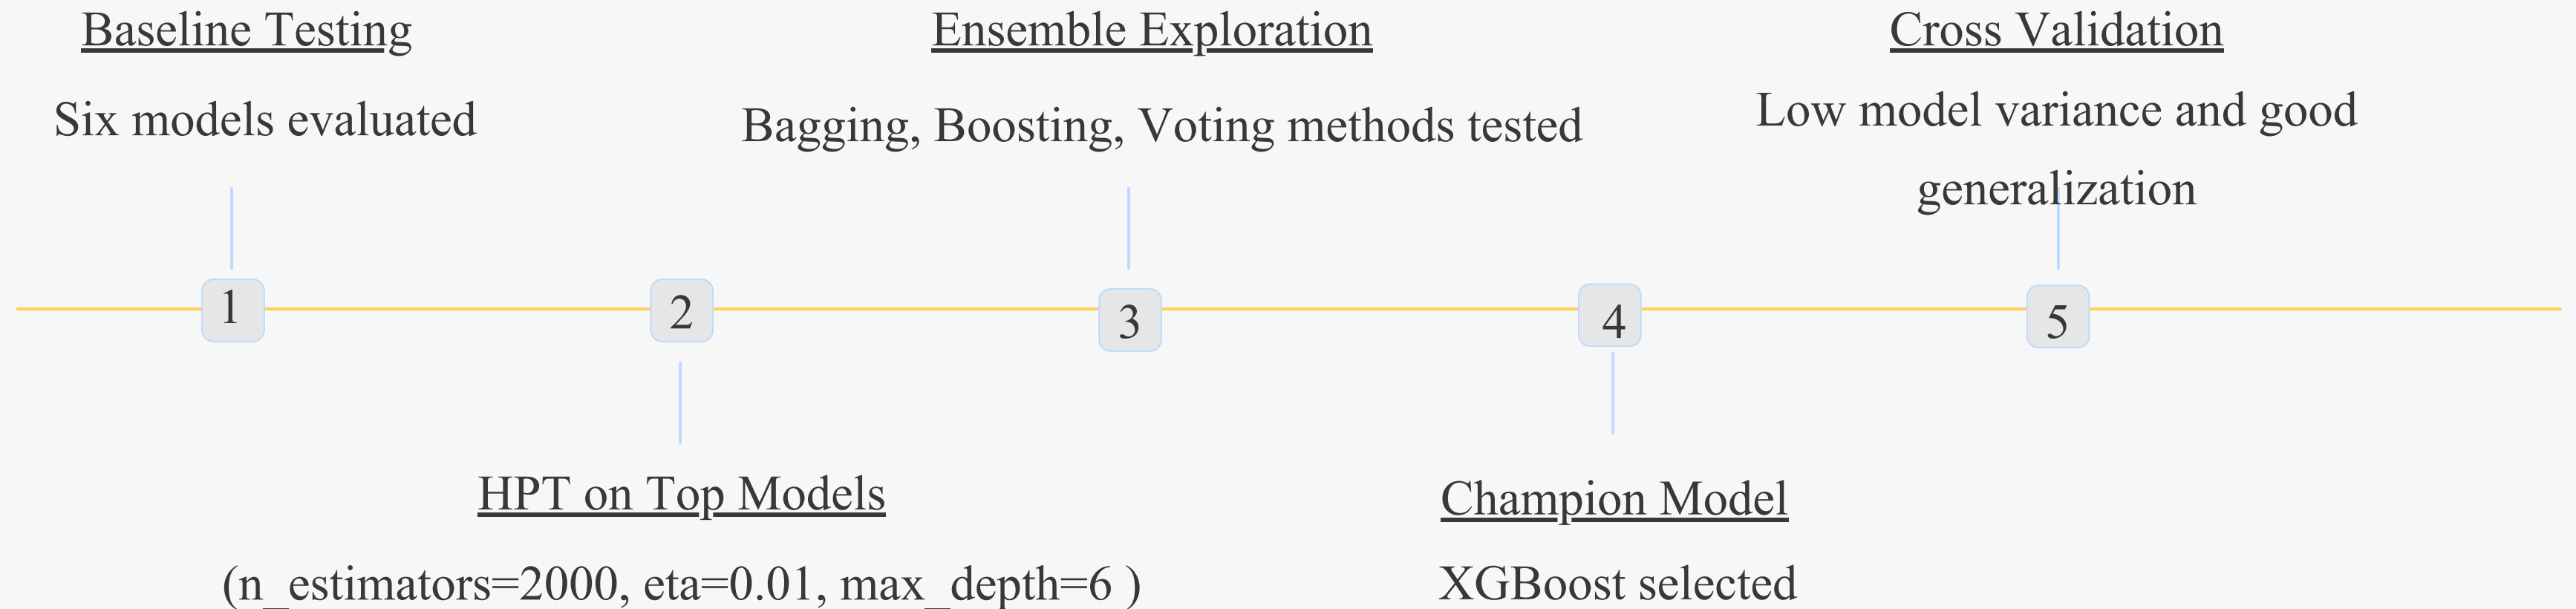 Baseline Testing
Six models evaluated
1
2
HPT on Top Models
(n_estimators=2000, eta=0.01, max_depth=6 )
Ensemble Exploration
Bagging, Boosting, Voting methods tested
3
4
Champion Model
XGBoost selected
Cross Validation
Low model variance and good
generalization
5